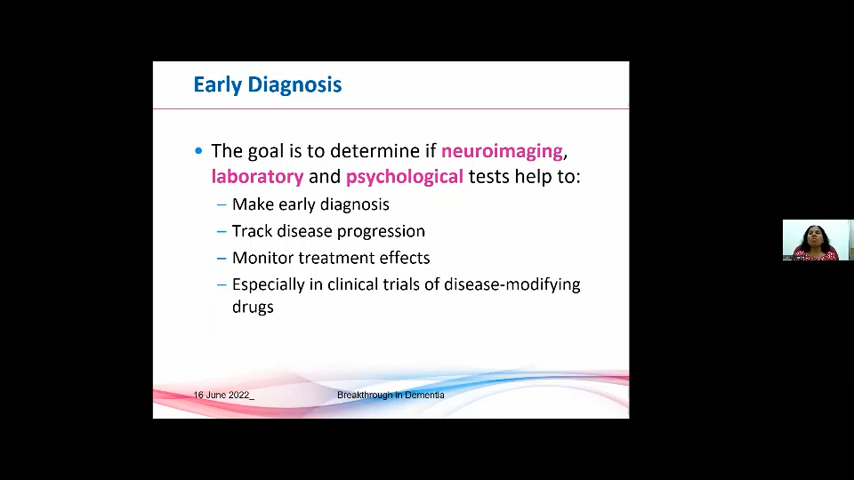 Early Diagnosis
• The goal is to determine if neuroimaging,
laboratory and psychological tests help to:
– Make early diagnosis
– Track disease progression
– Monitor treatment effects
– Especially in clinical trials of disease-modifying
drugs
16 June 2022_
Breakthrough In Dementia